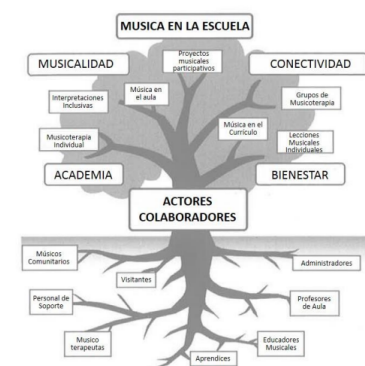 MUSICA EN LA ESCUELA
MUSICALIDAD
Proyectos
musicales
participativos
CONECTIVIDAD
Interpretaciones
Inclusivas
Música en
el aula
Grupos de
Musicoterapia
Musicoterapia
Individual
Música en el
Currículo
Lecciones
Musicales
Individuales
ACADEMIA
BIENESTAR
ACTORES
COLABORADORES
Músicos
Comunitarios
Visitantes
Administradores
Personal de
Soporte
Profesores
de Aula
Musico
terapeutas
Aprendices
Educadores
Musicales